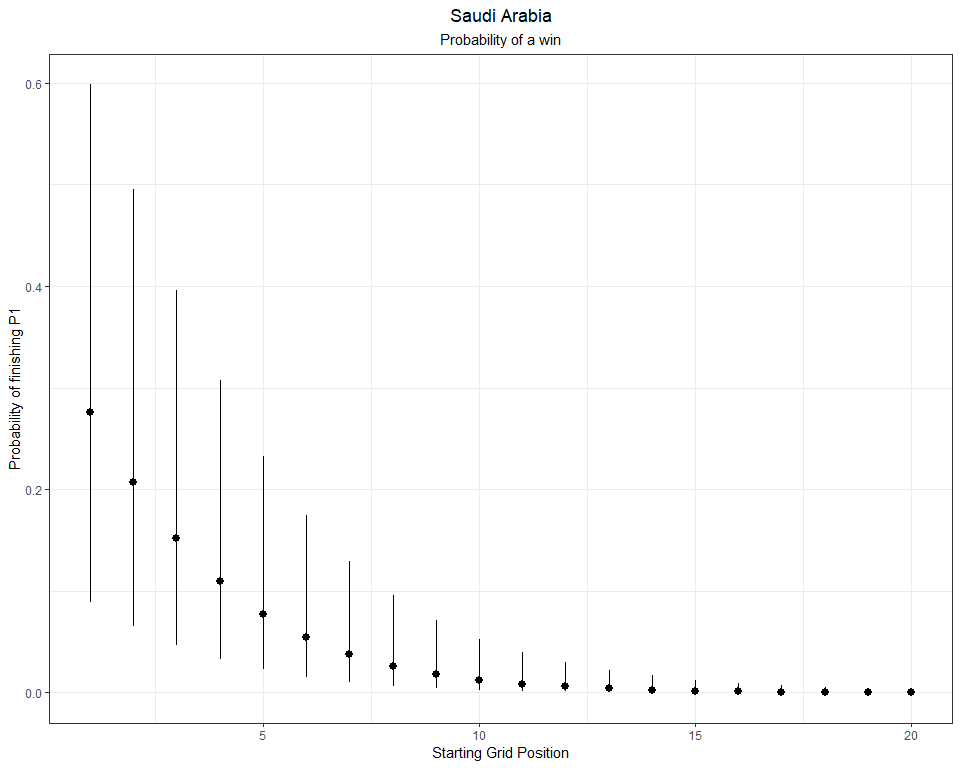 Saudi Arabia
Probability of a win
Probability of finishing P1
0.6
0.4
0.2
0.0
5 10 15 20
Starting Grid Position